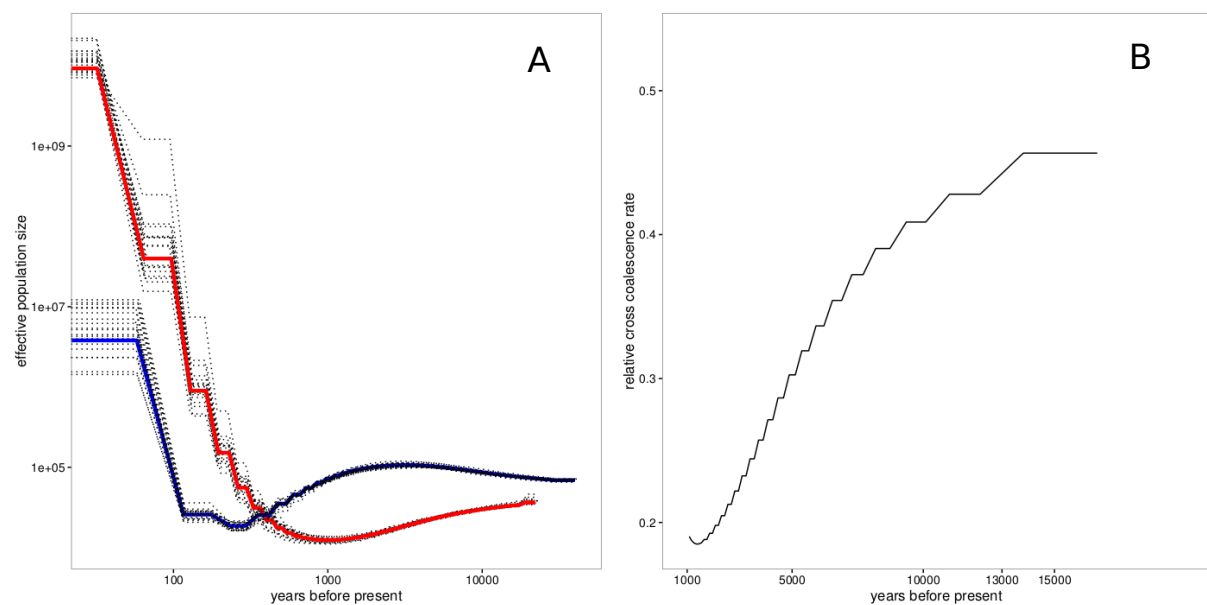 A
effective population size
1e+09
1e+07
1e+05
100
1000
10000
years before present
B
relative cross coalescence rate
0.5
0.4
0.3
0.2
1000
5000
10000
13000
15000
years before present